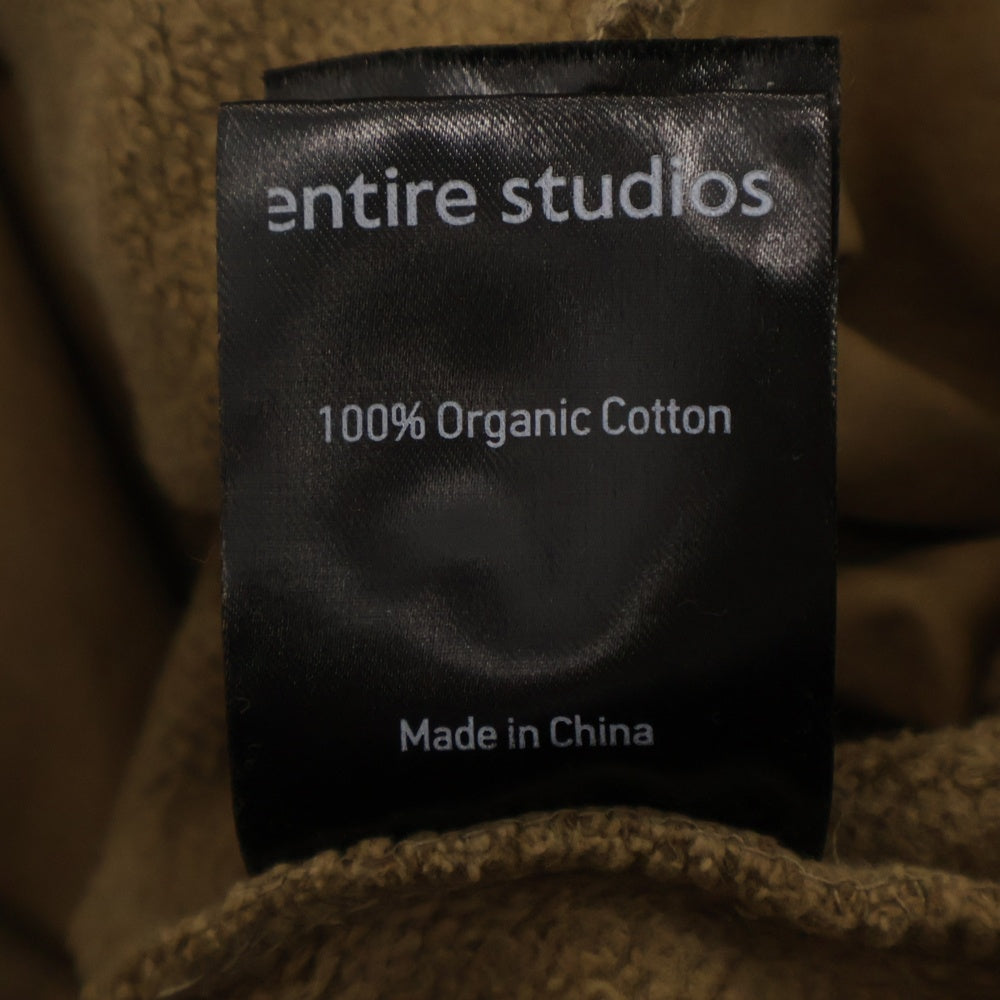 entire studios
100% Organic Cotton
Made in China